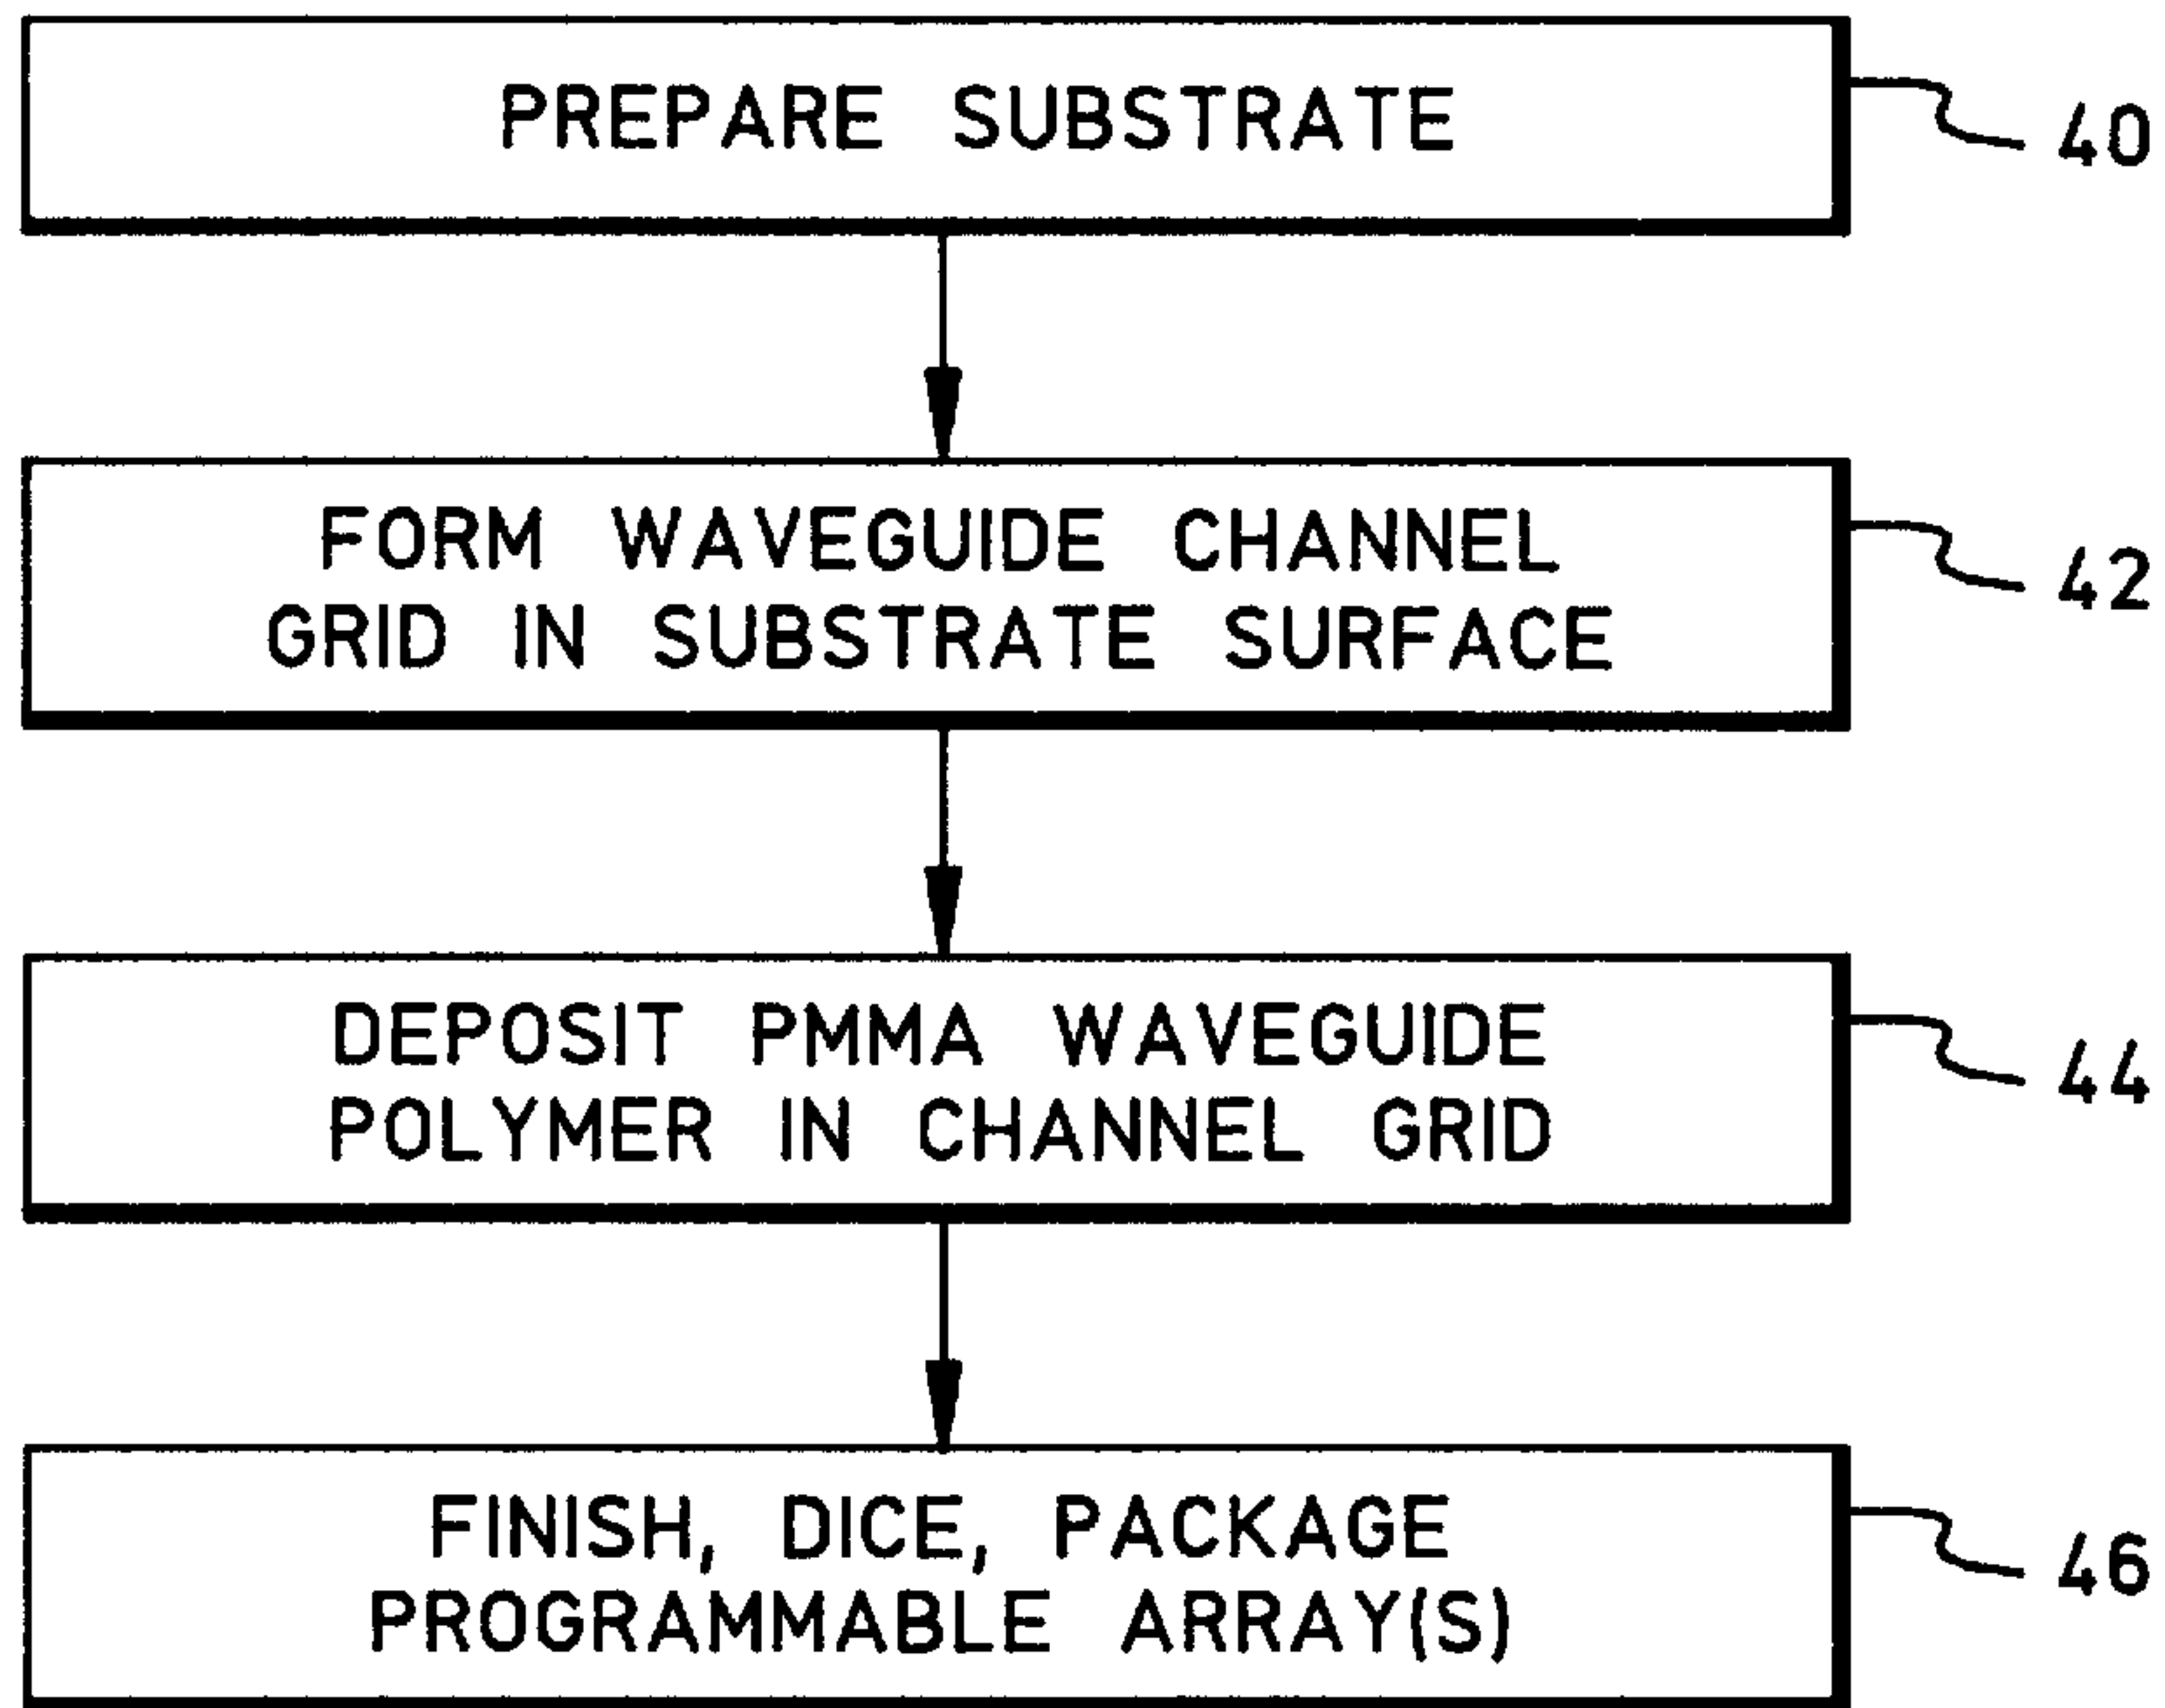 PREPARE SUBSTRATE
40
FORM WAVEGUIDE CHANNEL
GRID IN SUBSTRATE SURFACE
42
DEPOSIT PMMA WAVEGUIDE
POLYMER IN CHANNEL GRID
44
FINISH, DICE, PACKAGE
PROGRAMMABLE ARRAY(S)
46